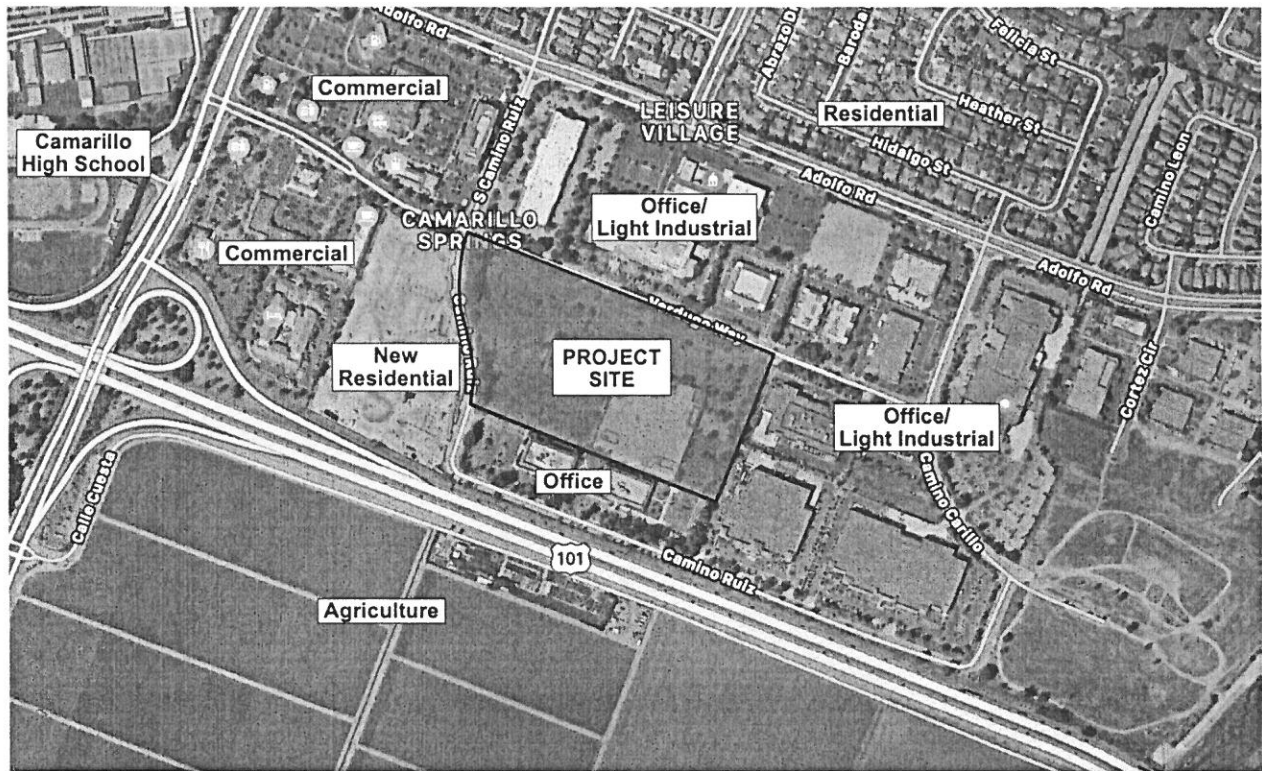 Adolfo Rd
Abrazo Dr
Baroda
Felicia St
Commercial
S Camino Ruiz
LEISURE
VILLAGE
Residential
Heather St
Camarillo
High School
Hidalgo St
Camino Leon
Adolfo Rd
Office/
Light Industrial
CAMARILLO
SPRINGS
Commercial
Adolfo Rd
Camino Ruiz
Verdugo Way
New
Residential
PROJECT
SITE
Cortez Cir
Office/
Light Industrial
Calle Cuesta
Office
Camino Carillo
101
Camino Ruiz
Agriculture